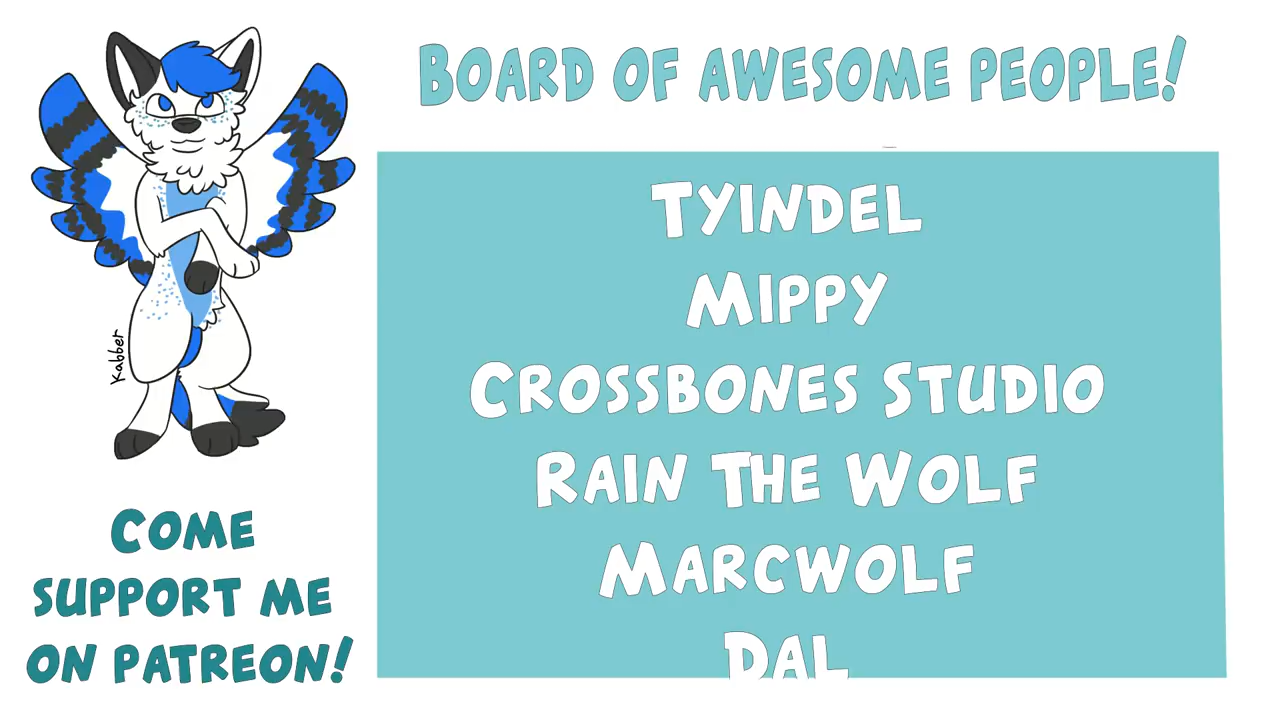 Board of awesome people!
Tyindel
Mippy
Crossbones Studio
Rain The Wolf
Marcwolf
Dal
Kabber
Come
support me
on patreon!